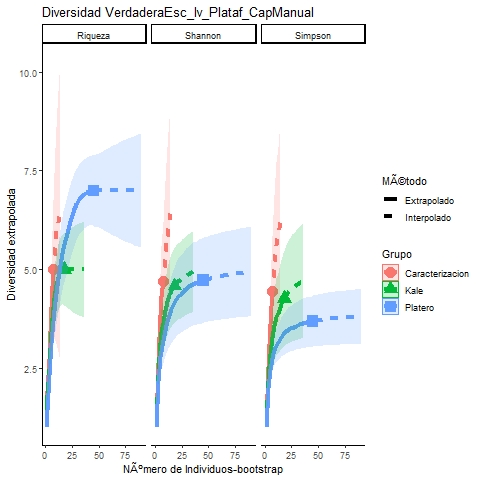 Diversidad VerdaderaEsc_Iv_Plataf_CapManual
Riqueza Shannon Simpson
10.0
7.5
5.0
2.5
Diversidad extrapolada
0 25 50 75 0 25 50 75 0 25 50 75
NÃºmero de Individuos-bootstrap
MÃ©todo
Extrapolado
Interpolado
Grupo
Caracterizacion
Kale
Platero